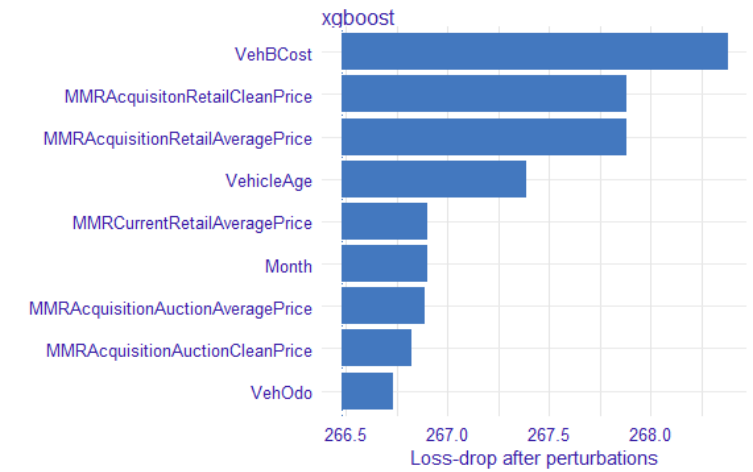 xgboost
VehBCost
MMRAcquisitonRetailCleanPrice
MMRAcquisitionRetailAveragePrice
VehicleAge
MMRCurrentRetailAveragePrice
Month
MMRAcquisitionAuctionAveragePrice
MMRAcquisitionAuctionCleanPrice
VehOdo
266.5 267.0 267.5 268.0
Loss-drop after perturbations